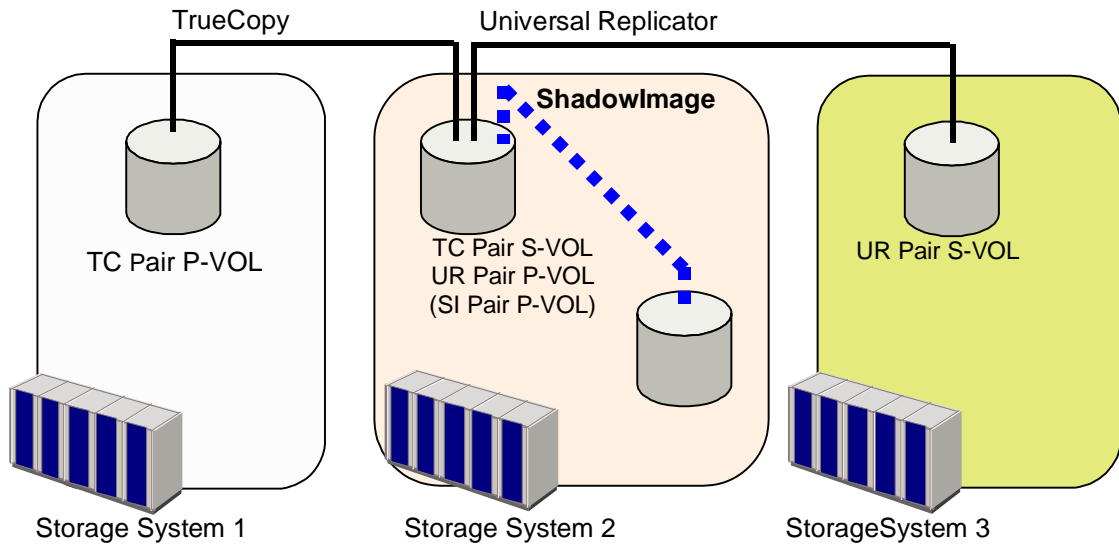 TrueCopy
Universal Replicator
ShadowImage
TC Pair P-VOL
TC Pair S-VOL
UR Pair P-VOL
(SI Pair P-VOL)
UR Pair S-VOL
Storage System 1
Storage System 2
StorageSystem 3